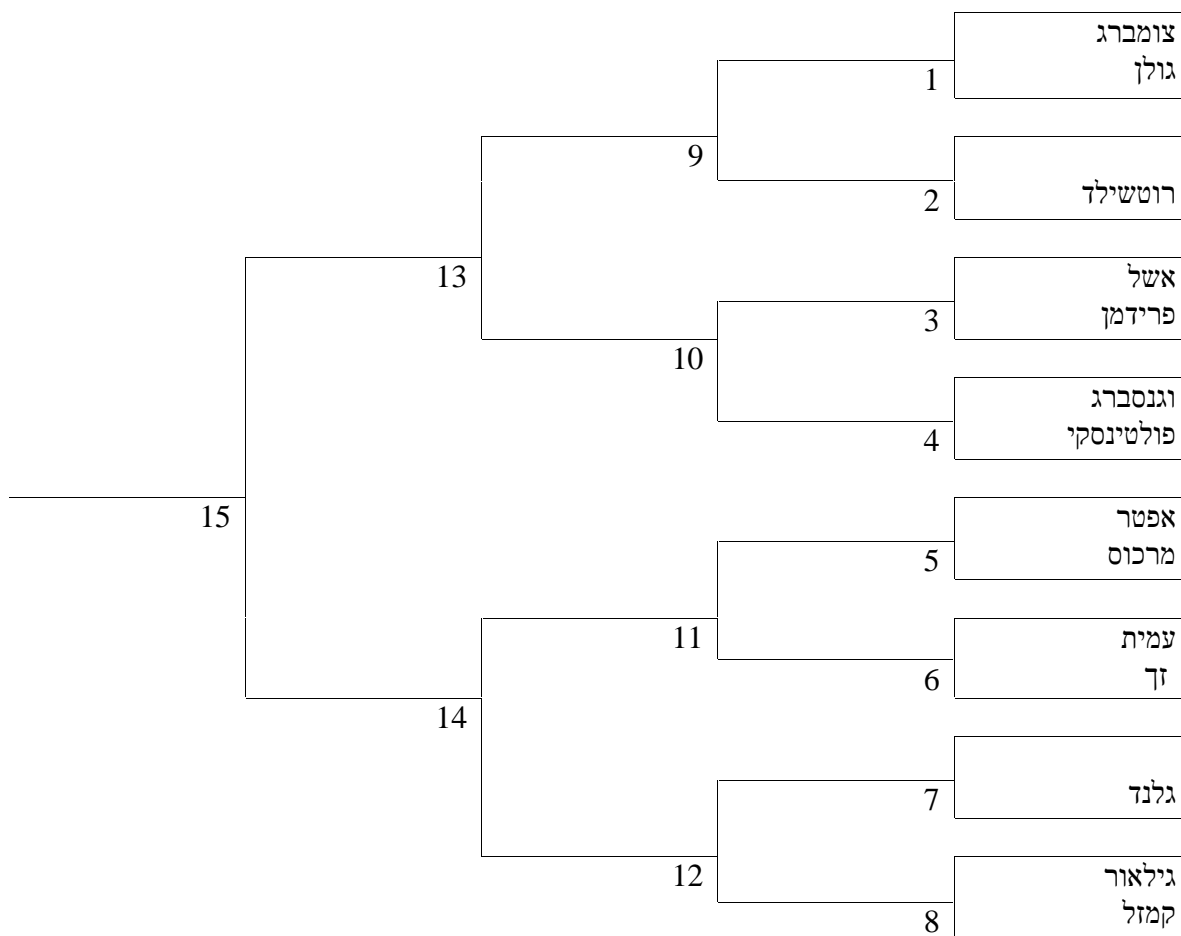 צומברג
גולן
1
9
רוטשילד
2
אשל
13
פרידמן
3
10
וגנסברג
פולטינסקי
4
אפטר
15
מרכוס
5
עמית
11
זך
6
14
גלנד
7
גילאור
12
קמזל
8